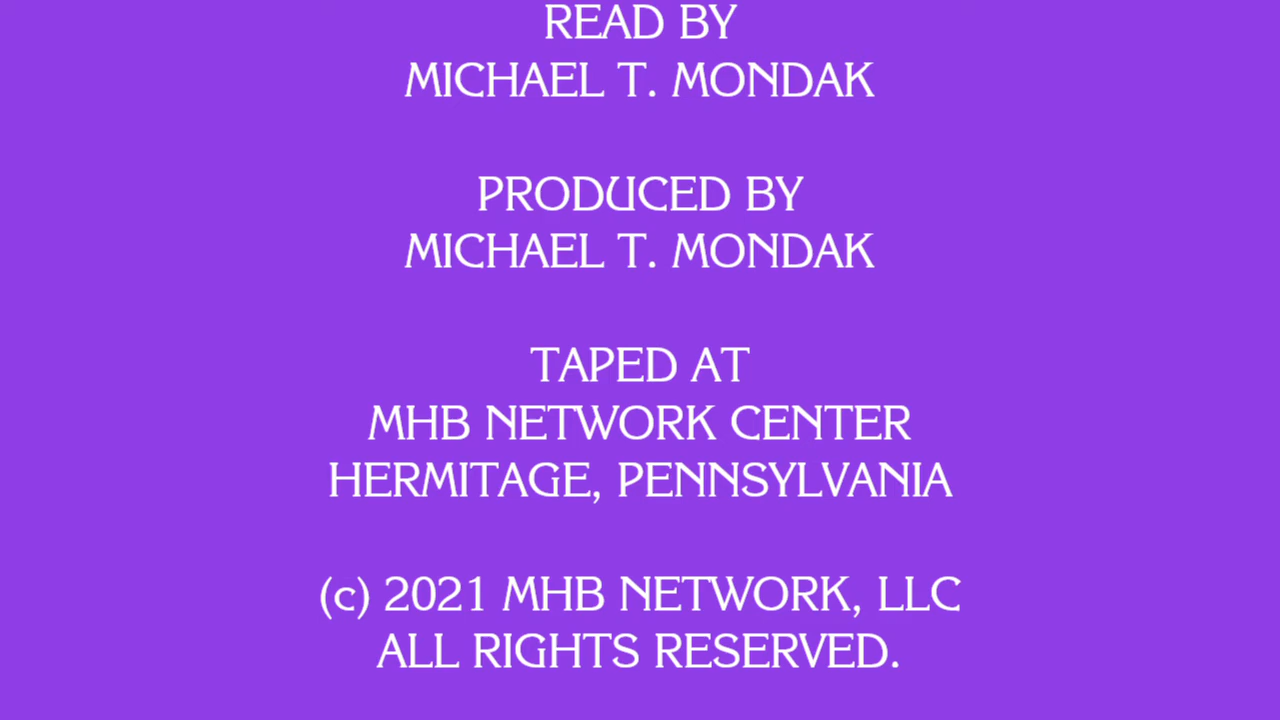 READ BY
MICHAEL T. MONDAK
PRODUCED BY
MICHAEL T. MONDAK
TAPED AT
MHB NETWORK CENTER
HERMITAGE, PENNSYLVANIA
(c) 2021 MHB NETWORK, LLC
ALL RIGHTS RESERVED.